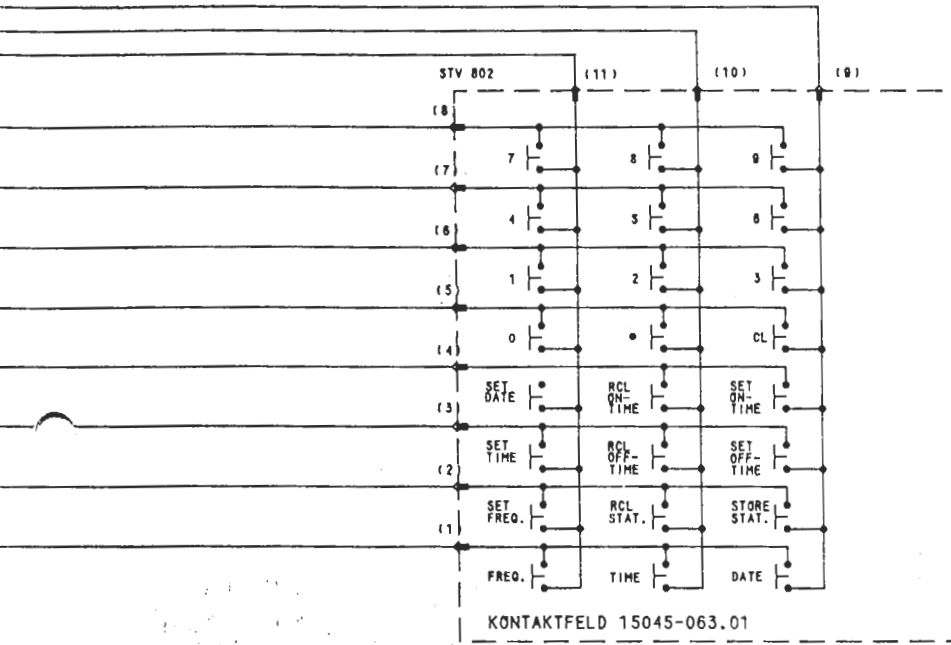 STV 802 (11) (10) (9)
(8
7 8 9
(7
4 5 6
(6
1 2 3
(5
0 • CL
(4
SET DATE
RCL ON-TIME
SET ON-TIME
(3
SET TIME
RCL OFF-TIME
SET OFF-TIME
(2
SET FREQ.
RCL STAT.
STORE STAT.
(1
FREQ. TIME DATE
KONTAKTFELD 15045-063.01